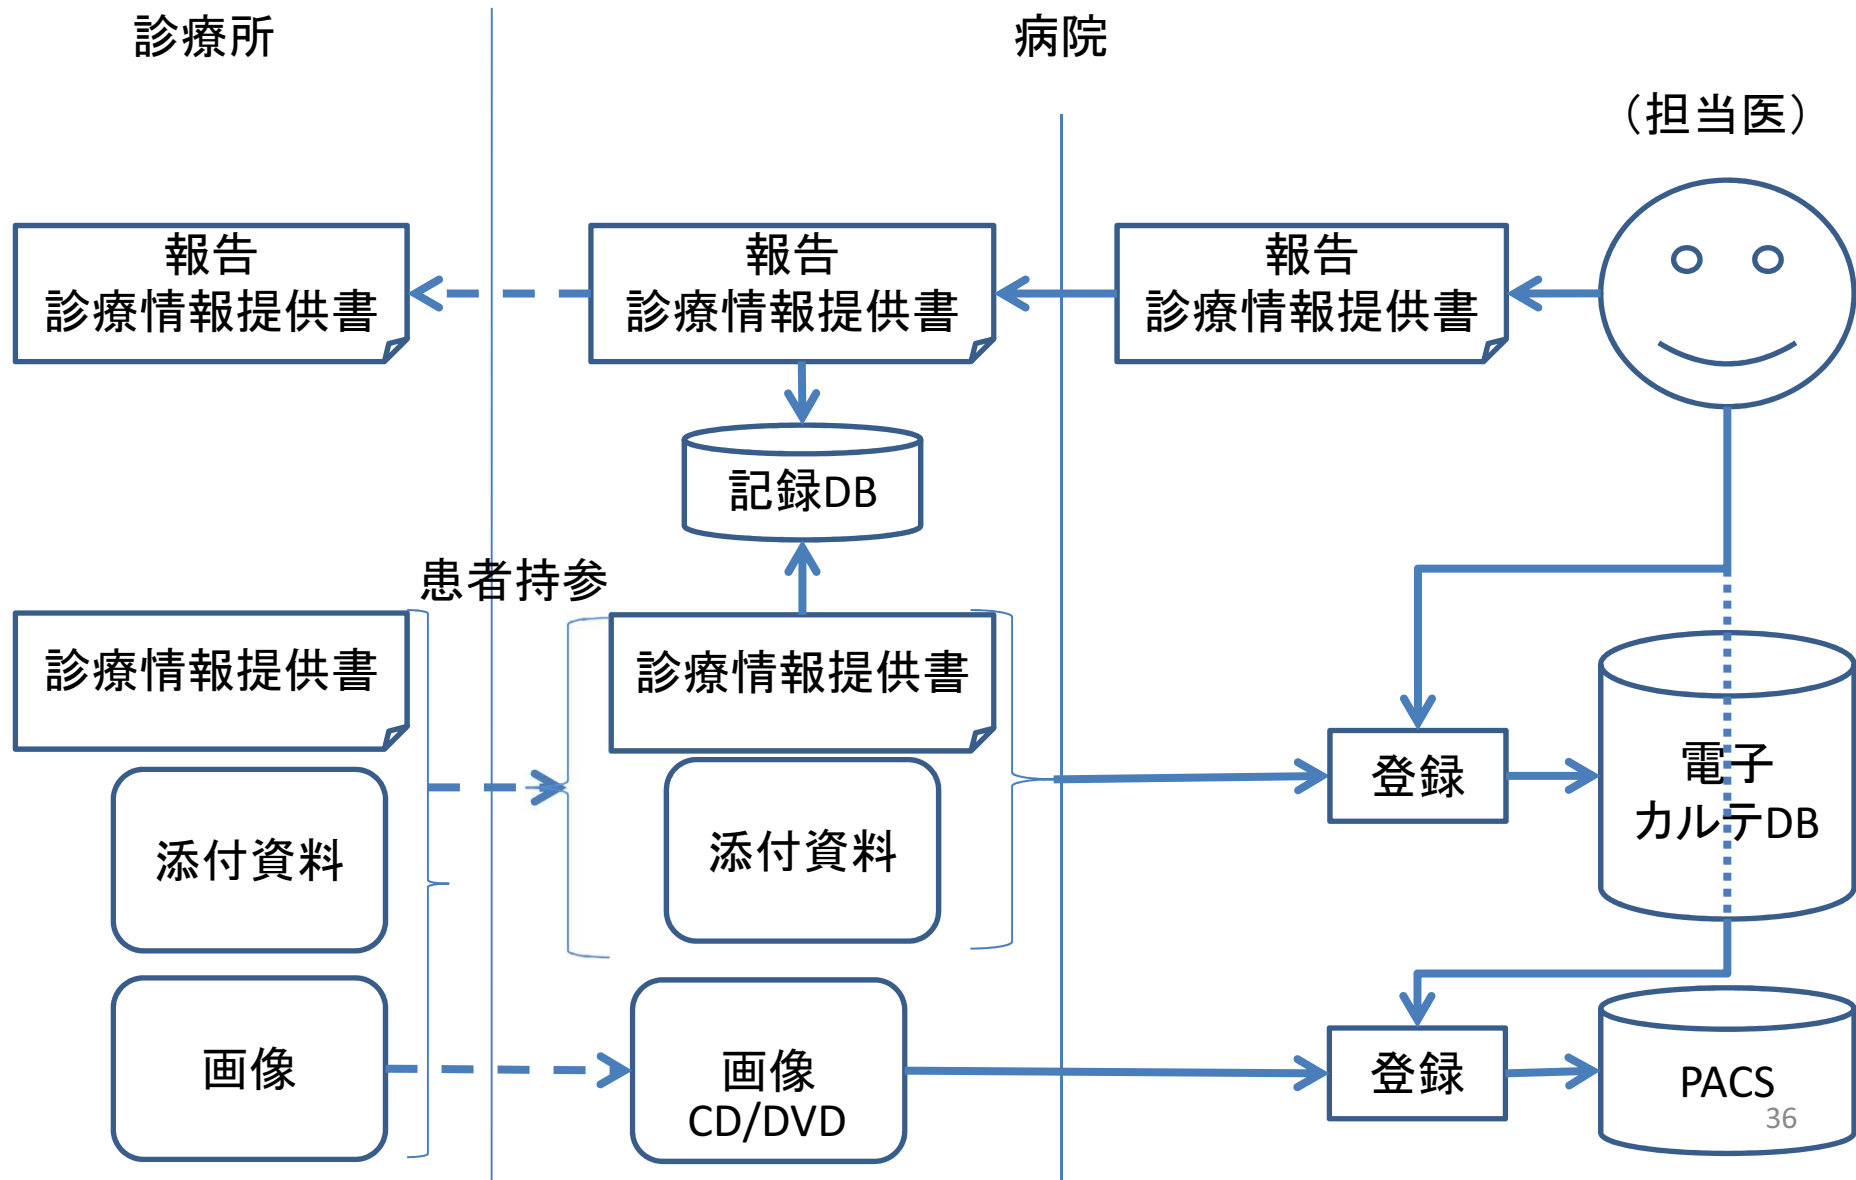 診療所
病院
（担当医）
報告
診療情報提供書
報告
診療情報提供書
報告
診療情報提供書
記録DB
患者持参
診療情報提供書
診療情報提供書
添付資料
添付資料
登録
電子
カルテDB
画像
画像
CD/DVD
登録
PACS
36